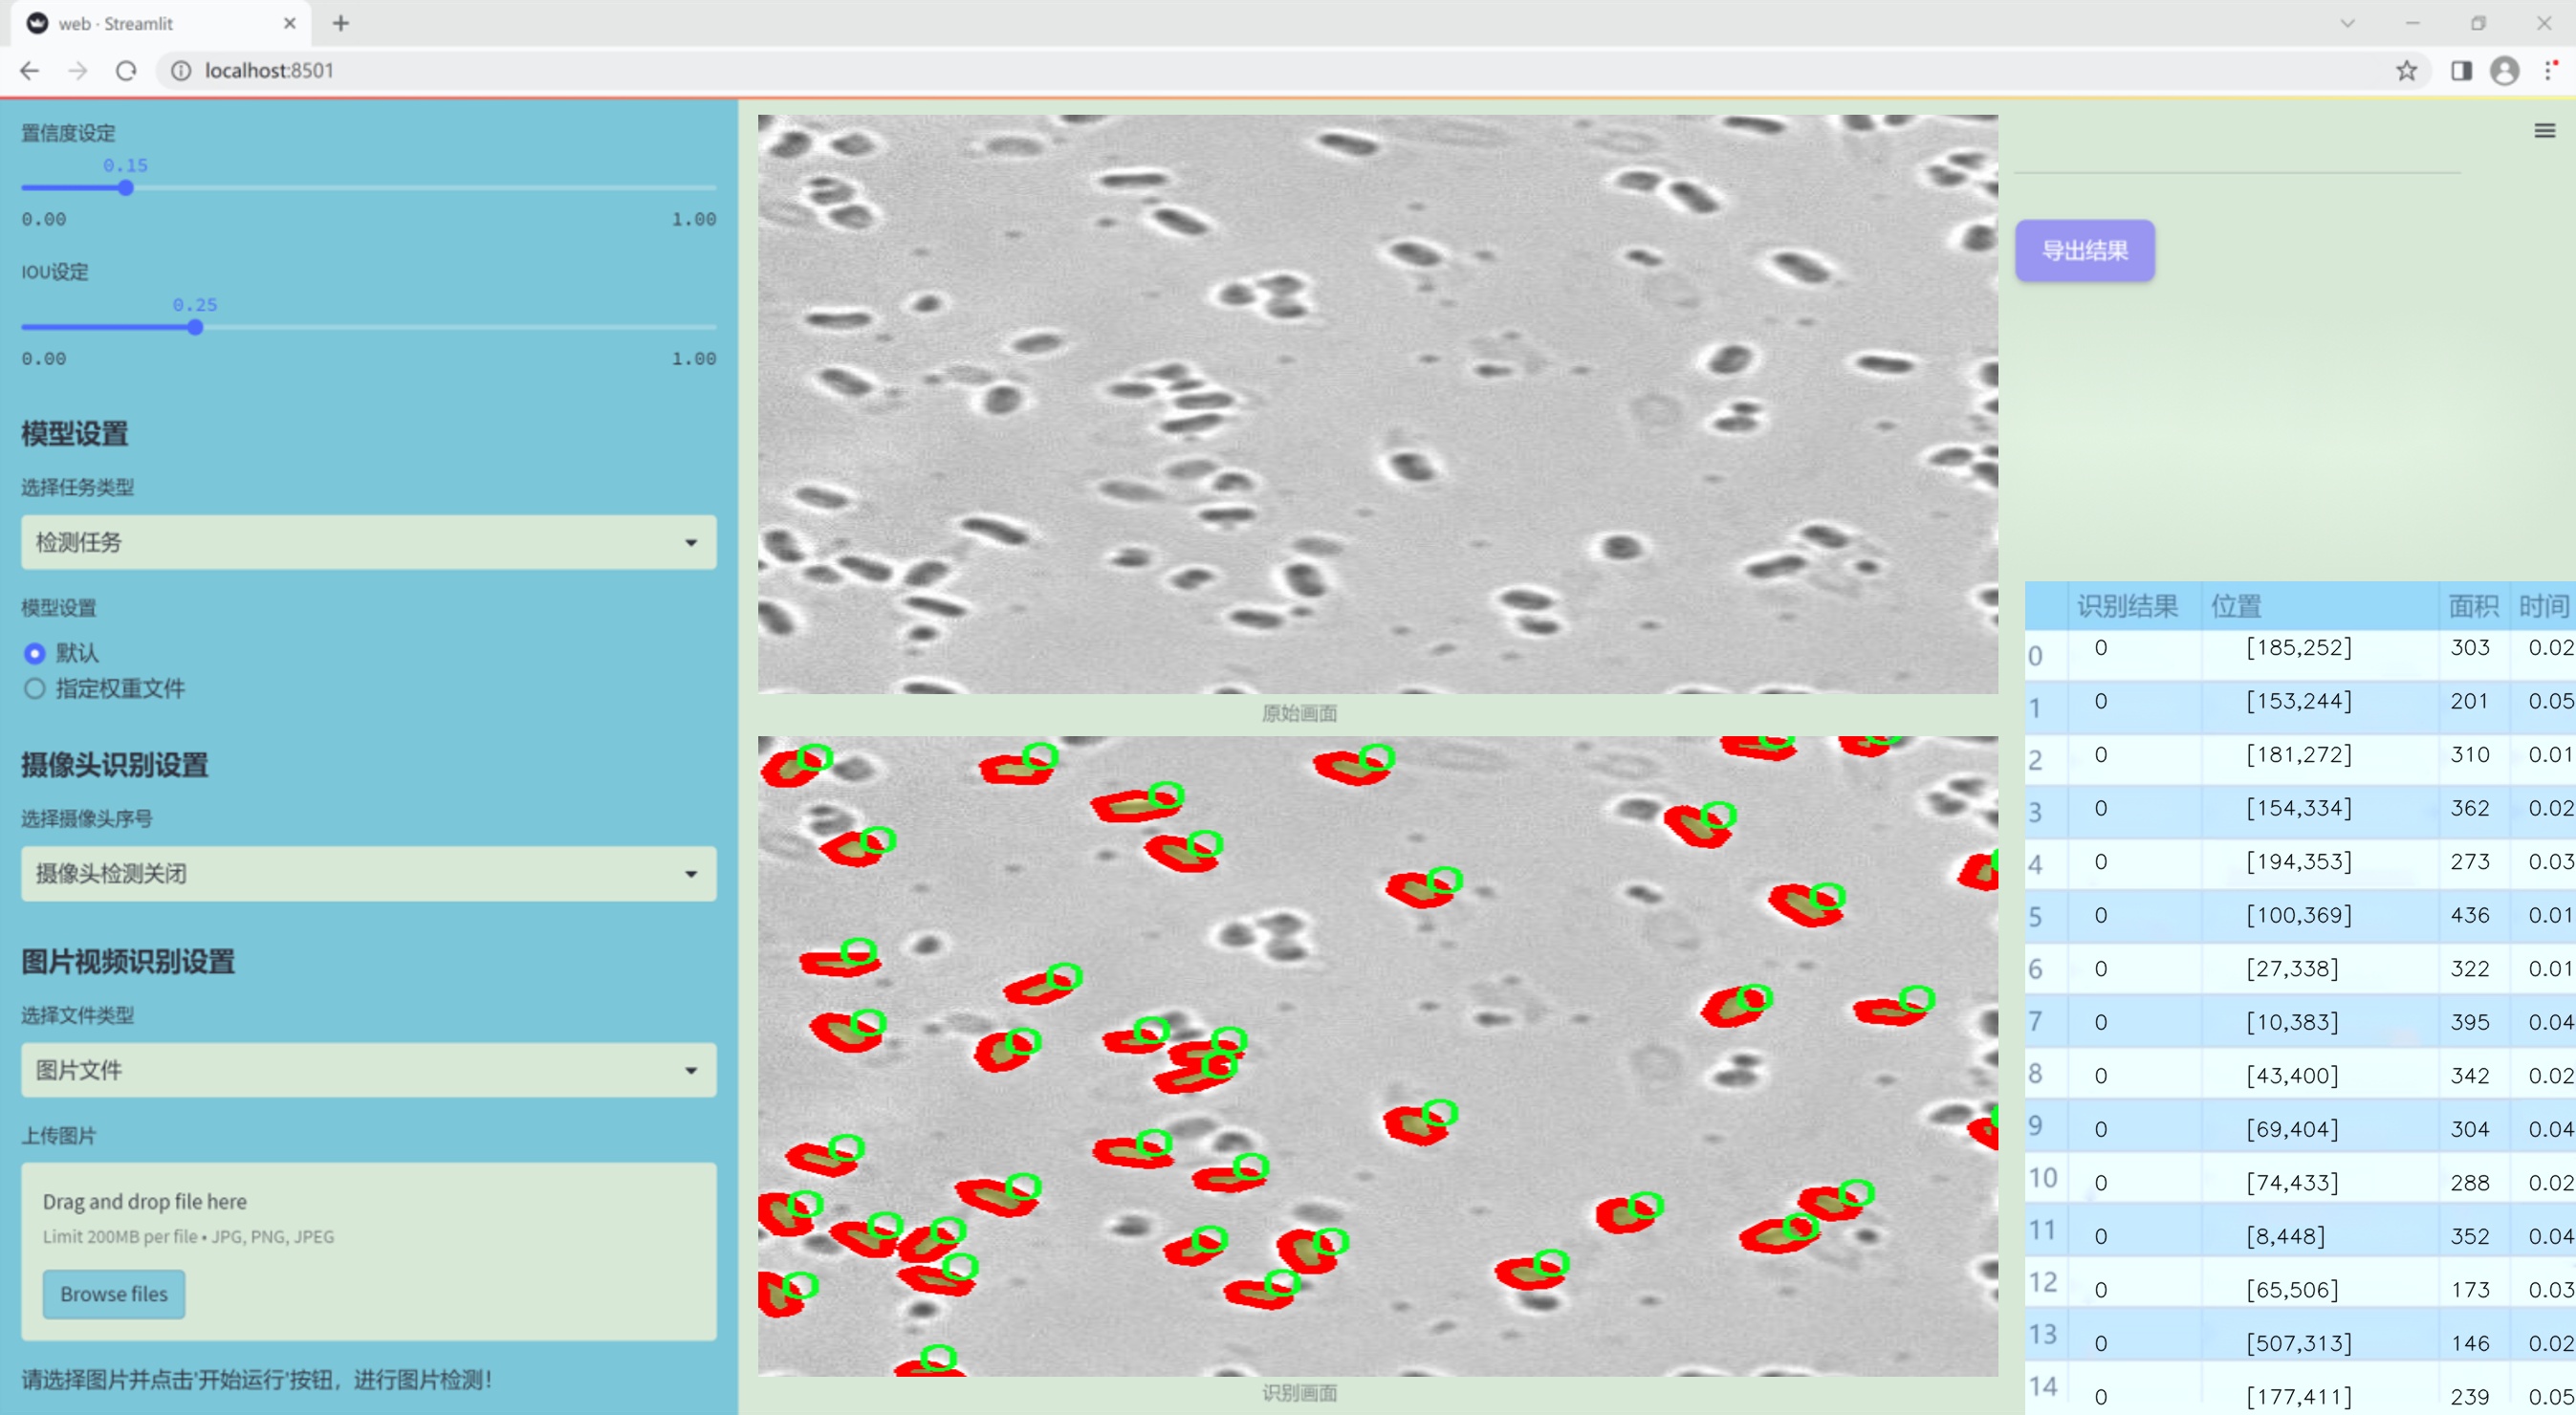 web · Streamlit
localhost:8501
置信度设定
0.15
0.00 1.00
IOU设定
0.25
0.00 1.00
模型设置
选择任务类型
检测任务
模型设置
默认
指定权重文件
摄像头识别设置
选择摄像头序号
摄像头检测关闭
图片视频识别设置
选择文件类型
图片文件
上传图片
Drag and drop file here
Limit 200MB per file • JPG, PNG, JPEG
Browse files
请选择图片并点击'开始运行'按钮，进行图片检测！
原始画面
识别画面
导出结果
识别结果 位置 面积 时间
0 0 [185,252] 303 0.02
1 0 [153,244] 201 0.05
2 0 [181,272] 310 0.01
3 0 [154,334] 362 0.02
4 0 [194,353] 273 0.03
5 0 [100,369] 436 0.01
6 0 [27,338] 322 0.01
7 0 [10,383] 395 0.04
8 0 [43,400] 342 0.02
9 0 [69,404] 304 0.04
10 0 [74,433] 288 0.02
11 0 [8,448] 352 0.04
12 0 [65,506] 173 0.03
13 0 [507,313] 146 0.02
14 0 [177,411] 239 0.05